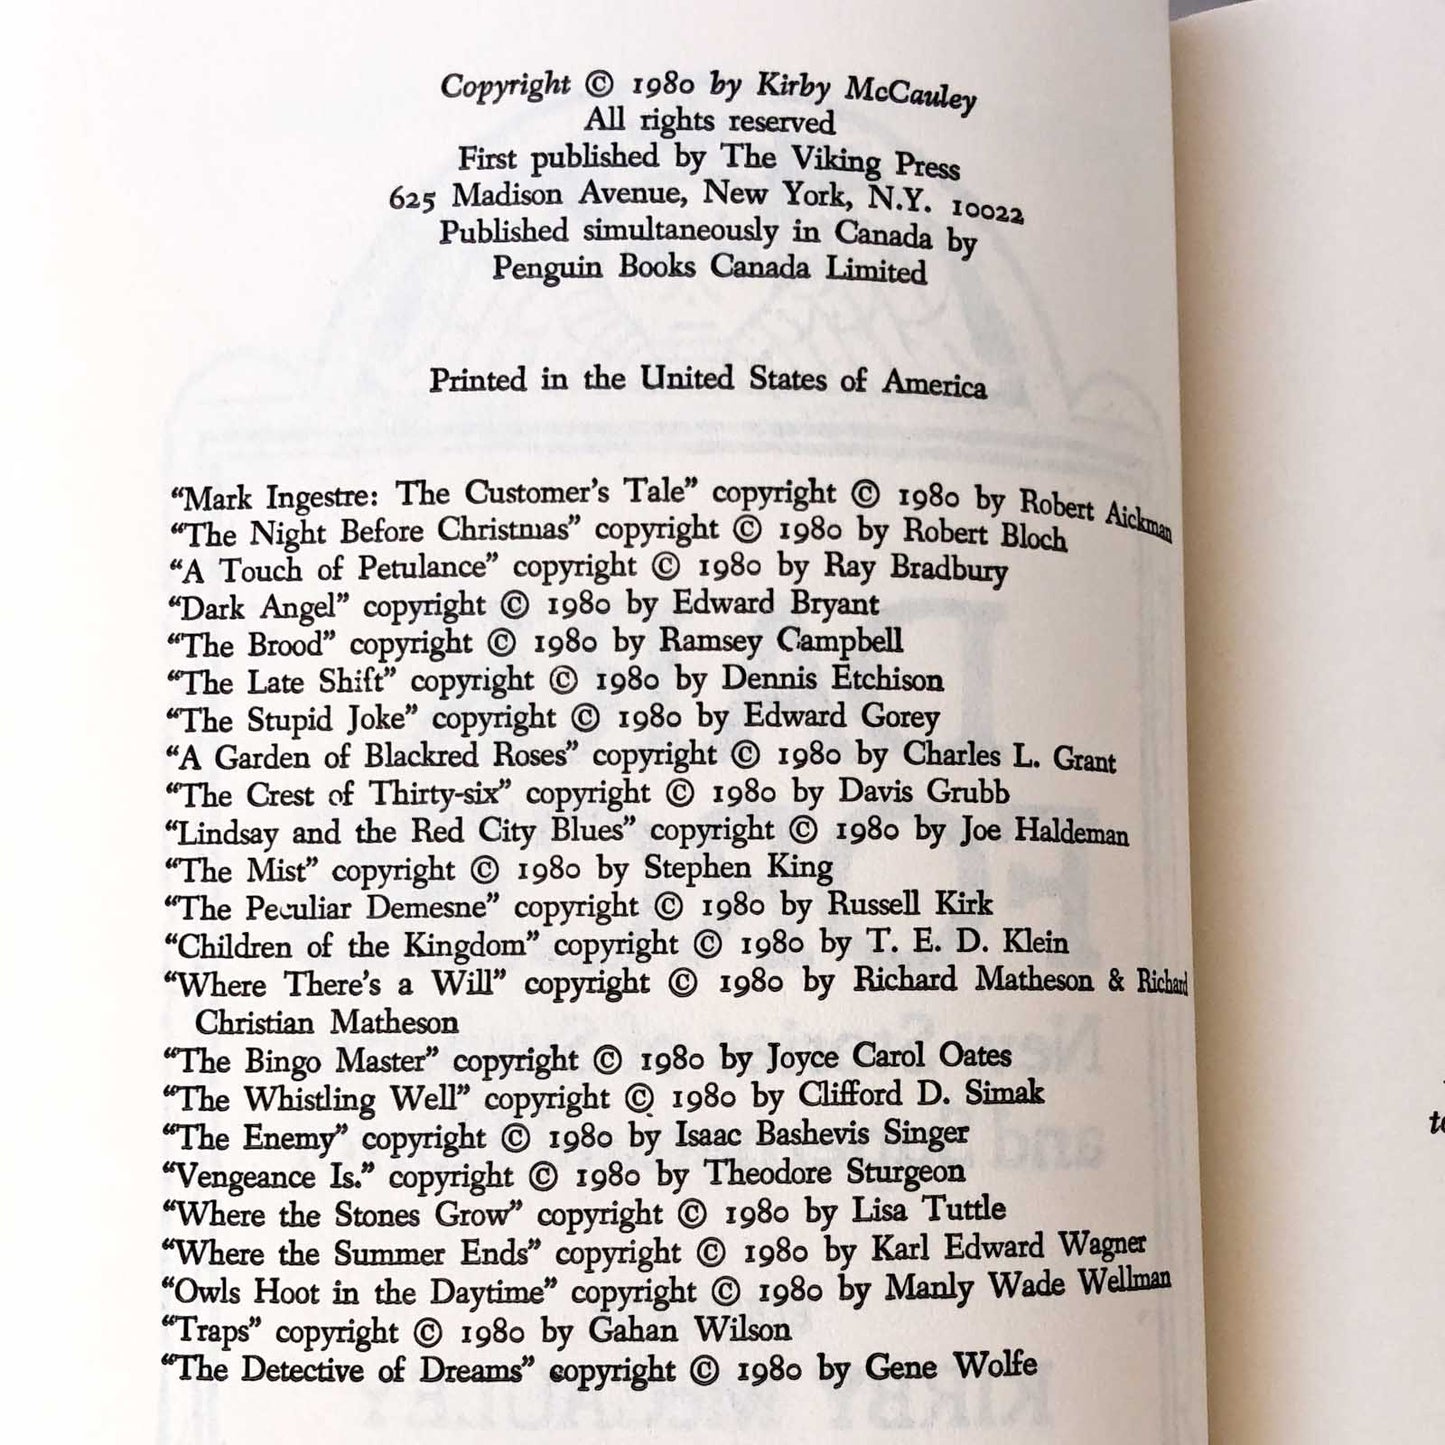 Copyright © 1980 by Kirby McCauley
All rights reserved
First published by The Viking Press
625 Madison Avenue, New York, N.Y. 10022
Published simultaneously in Canada by
Penguin Books Canada Limited
Printed in the United States of America
“Mark Ingestre: The Customer’s Tale” copyright © 1980 by Robert Aickman
“The Night Before Christmas” copyright © 1980 by Robert Bloch
“A Touch of Petulance” copyright © 1980 by Ray Bradbury
“Dark Angel” copyright © 1980 by Edward Bryant
“The Brood” copyright © 1980 by Ramsey Campbell
“The Late Shift” copyright © 1980 by Dennis Etchison
“The Stupid Joke” copyright © 1980 by Edward Gorey
“A Garden of Blackred Roses” copyright © 1980 by Charles L. Grant
“The Crest of Thirty-six” copyright © 1980 by Davis Grubb
“Lindsay and the Red City Blues” copyright © 1980 by Joe Haldeman
“The Mist” copyright © 1980 by Stephen King
“The Peculiar Demesne” copyright © 1980 by Russell Kirk
“Children of the Kingdom” copyright © 1980 by T. E. D. Klein
“Where There’s a Will” copyright © 1980 by Richard Matheson & Richard
Christian Matheson
“The Bingo Master” copyright © 1980 by Joyce Carol Oates
“The Whistling Well” copyright © 1980 by Clifford D. Simak
“The Enemy” copyright © 1980 by Isaac Bashevis Singer
“Vengeance Is.” copyright © 1980 by Theodore Sturgeon
“Where the Stones Grow” copyright © 1980 by Lisa Tuttle
“Where the Summer Ends” copyright © 1980 by Karl Edward Wagner
“Owls Hoot in the Daytime” copyright © 1980 by Manly Wade Wellman
“Traps” copyright © 1980 by Gahan Wilson
“The Detective of Dreams” copyright © 1980 by Gene Wolfe